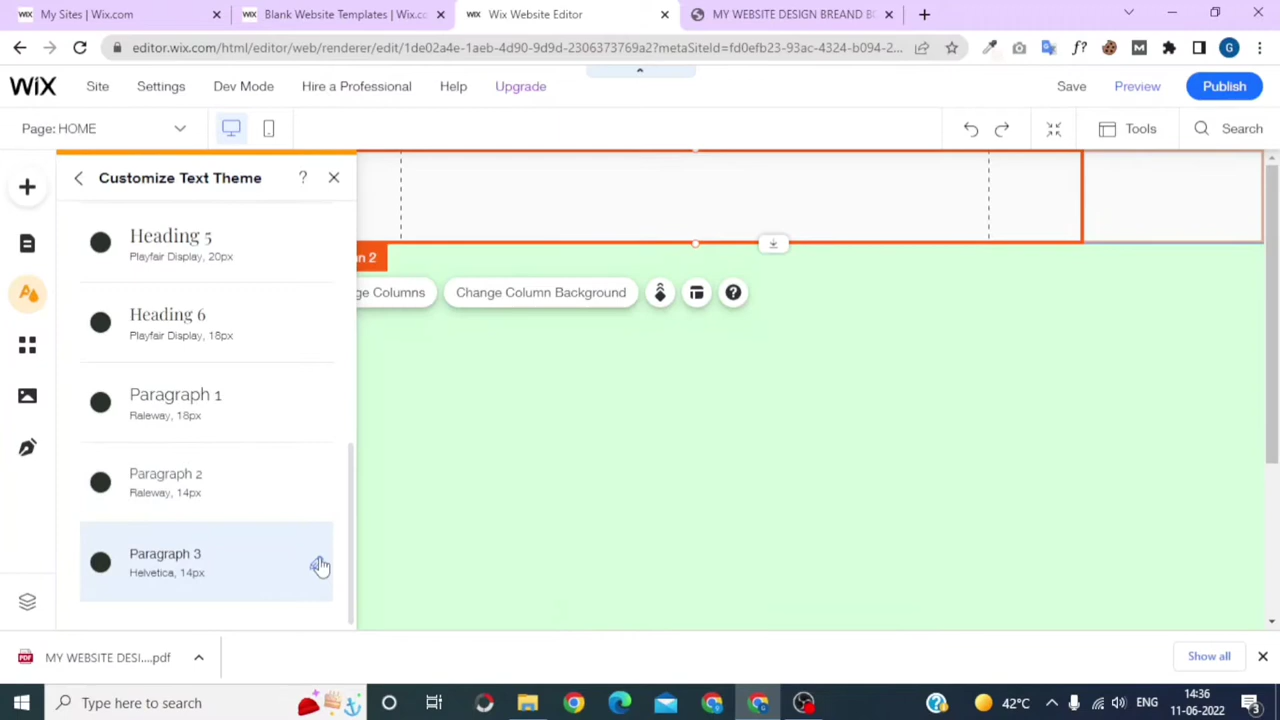 My Sites | Wix.com
Blank Website Templates | Wix.co
Wix Website Editor
MY WEBSITE DESIGN BREAND BO
editor.wix.com/html/editor/web/renderer/edit/1de02a4e-1aeb-4d90-9d9d-2306373769a2?metaSiteId=fd0efb23-93ac-4324-b094-2...
f?
M
G
WiX
Site
Settings
Dev Mode
Hire a Professional
Help
Upgrade
Save
Preview
Publish
Page: HOME
Tools
Search
Customize Text Theme
?
Heading 5
Playfair Display, 20px
n 2
ge Columns
Change Column Background
?
Heading 6
Playfair Display, 18px
Paragraph 1
Raleway, 18px
Paragraph 2
Raleway, 14px
Paragraph 3
Helvetica, 14px
PDF
MY WEBSITE DESI....pdf
Show all
Type here to search
42°C
ENG
14:36
11-06-2022
3